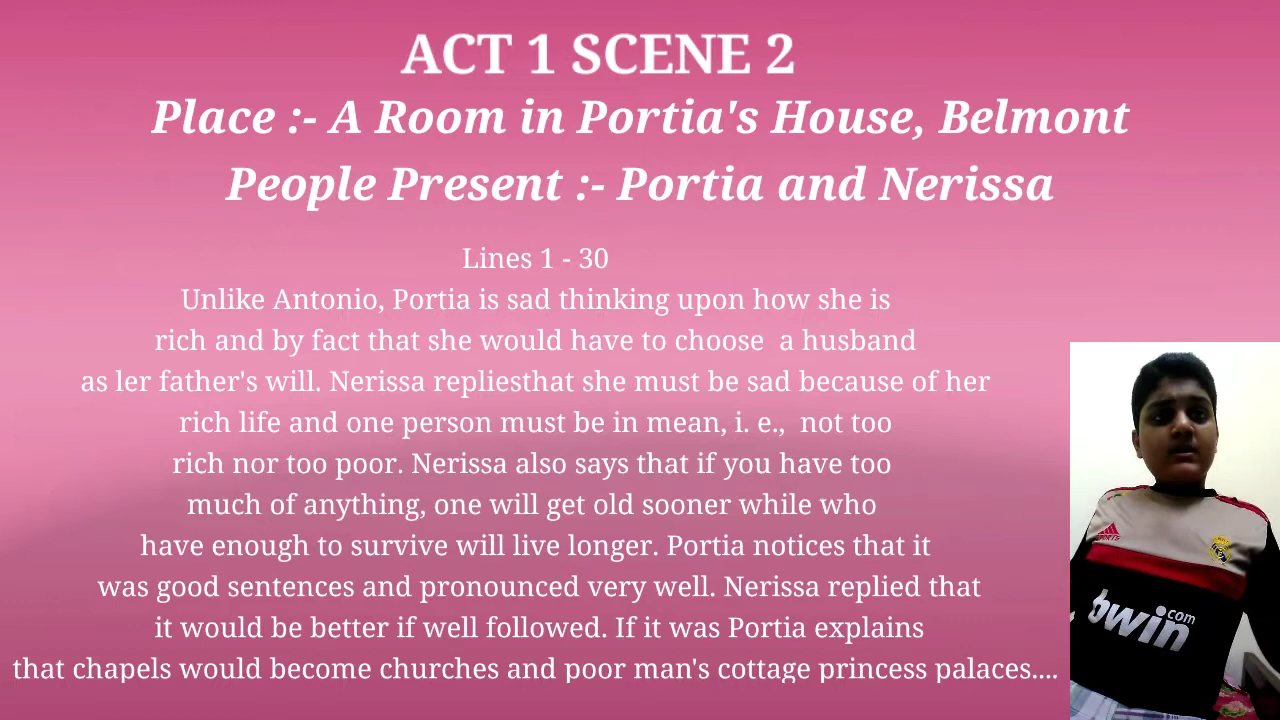 ACT 1 SCENE 2
Place :- A Room in Portia's House, Belmont
People Present :- Portia and Nerissa
Lines 1 - 30
Unlike Antonio, Portia is sad thinking upon how she is
rich and by fact that she would have to choose  a husband
as ler father's will. Nerissa repliesthat she must be sad because of her
rich life and one person must be in mean, i. e.,  not too
rich nor too poor. Nerissa also says that if you have too
much of anything, one will get old sooner while who
have enough to survive will live longer. Portia notices that it
was good sentences and pronounced very well. Nerissa replied that
it would be better if well followed. If it was Portia explains
that chapels would become churches and poor man's cottage princess palaces....
bwin
.com